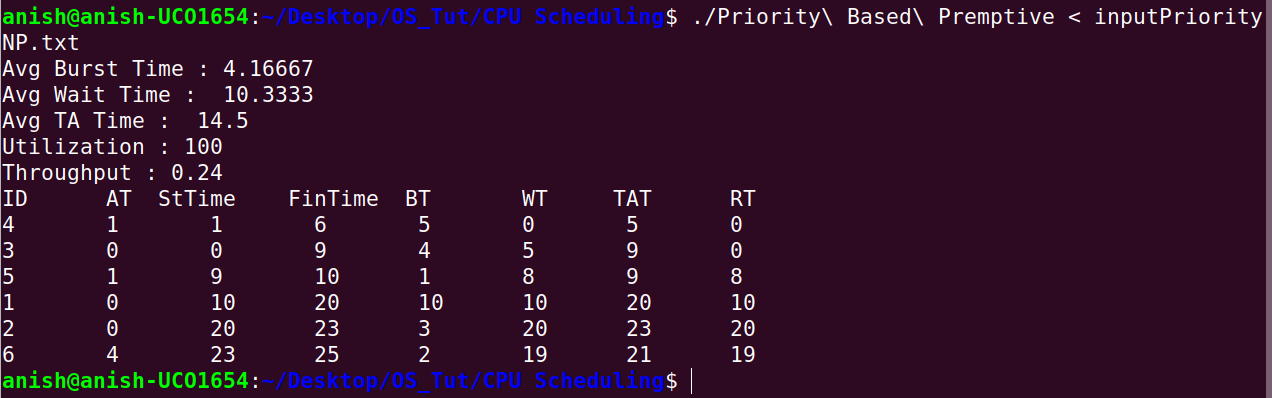 anish@anish-UCO1654:~/Desktop/OS_Tut/CPU Scheduling$ ./Priority\ Based\ Premptive < inputPriority
NP.txt
Avg Burst Time : 4.16667
Avg Wait Time :  10.3333
Avg TA Time :  14.5
Utilization : 100
Throughput : 0.24
ID      AT  StTime    FinTime  BT       WT     TAT      RT
4       1       1       6       5       0       5       0
3       0       0       9       4       5       9       0
5       1       9       10      1       8       9       8
1       0       10      20      10      10      20      10
2       0       20      23      3       20      23      20
6       4       23      25      2       19      21      19
anish@anish-UCO1654:~/Desktop/OS_Tut/CPU Scheduling$